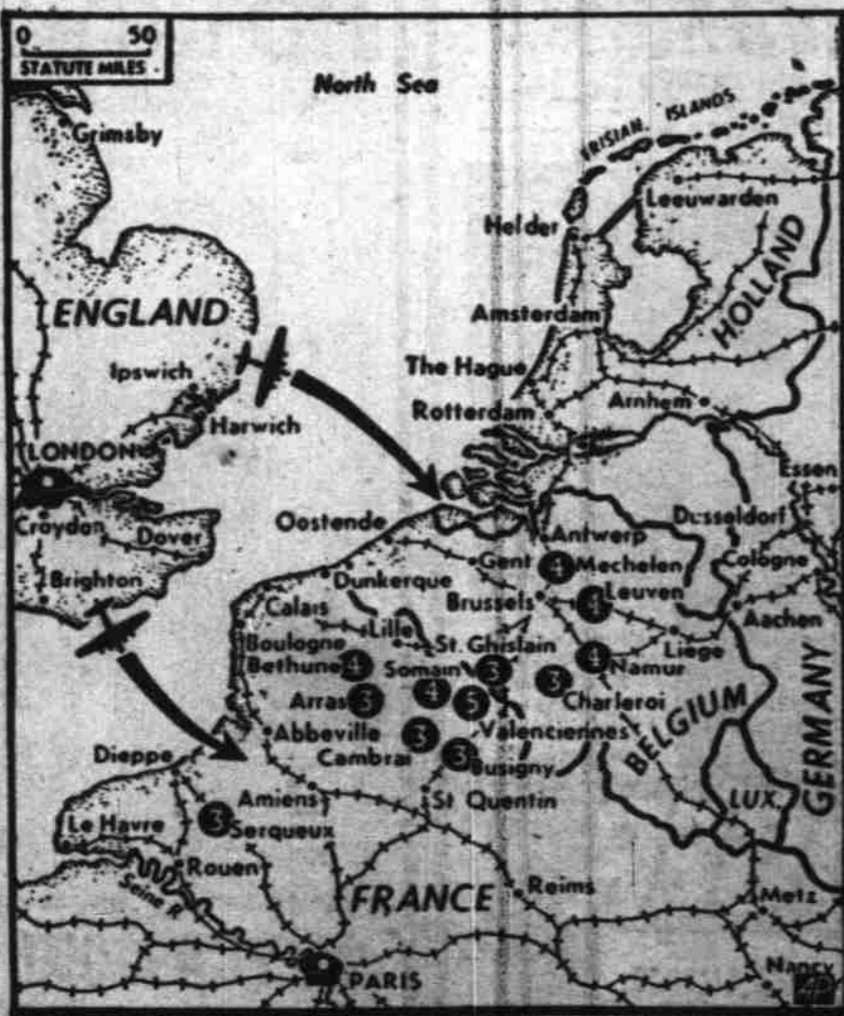 0 50
STATUTE MILES
North Sea
Grimsby
FRISIAN ISLANDS
Leeuwarden
Helder
HOLLAND
ENGLAND
Amsterdam
Ipswich
The Hague
Harwich
Rotterdam
Arnhem
LONDON
Essen
Croydon
Dover
Oostende
Antwerp
Dusseldorf
Gent
4 Mechelen
Cologne
Brighton
Dunkerque
Brussels
4 Leuven
Aachen
Calais
Lille
St. Ghislain
3
Liege
Boulogne
Bethune 4
Somain 4
4 Namur
Arras 3
5
Valenciennes
3
Charleroi
BELGIUM
GERMANY
Abbeville
Cambrai 3
3 Busigny
Dieppe
LUX.
Amiens
St Quentin
Le Havre
3 Serqueux
Rouen
Seine R
FRANCE
Reims
Metz
PARIS
Nancy